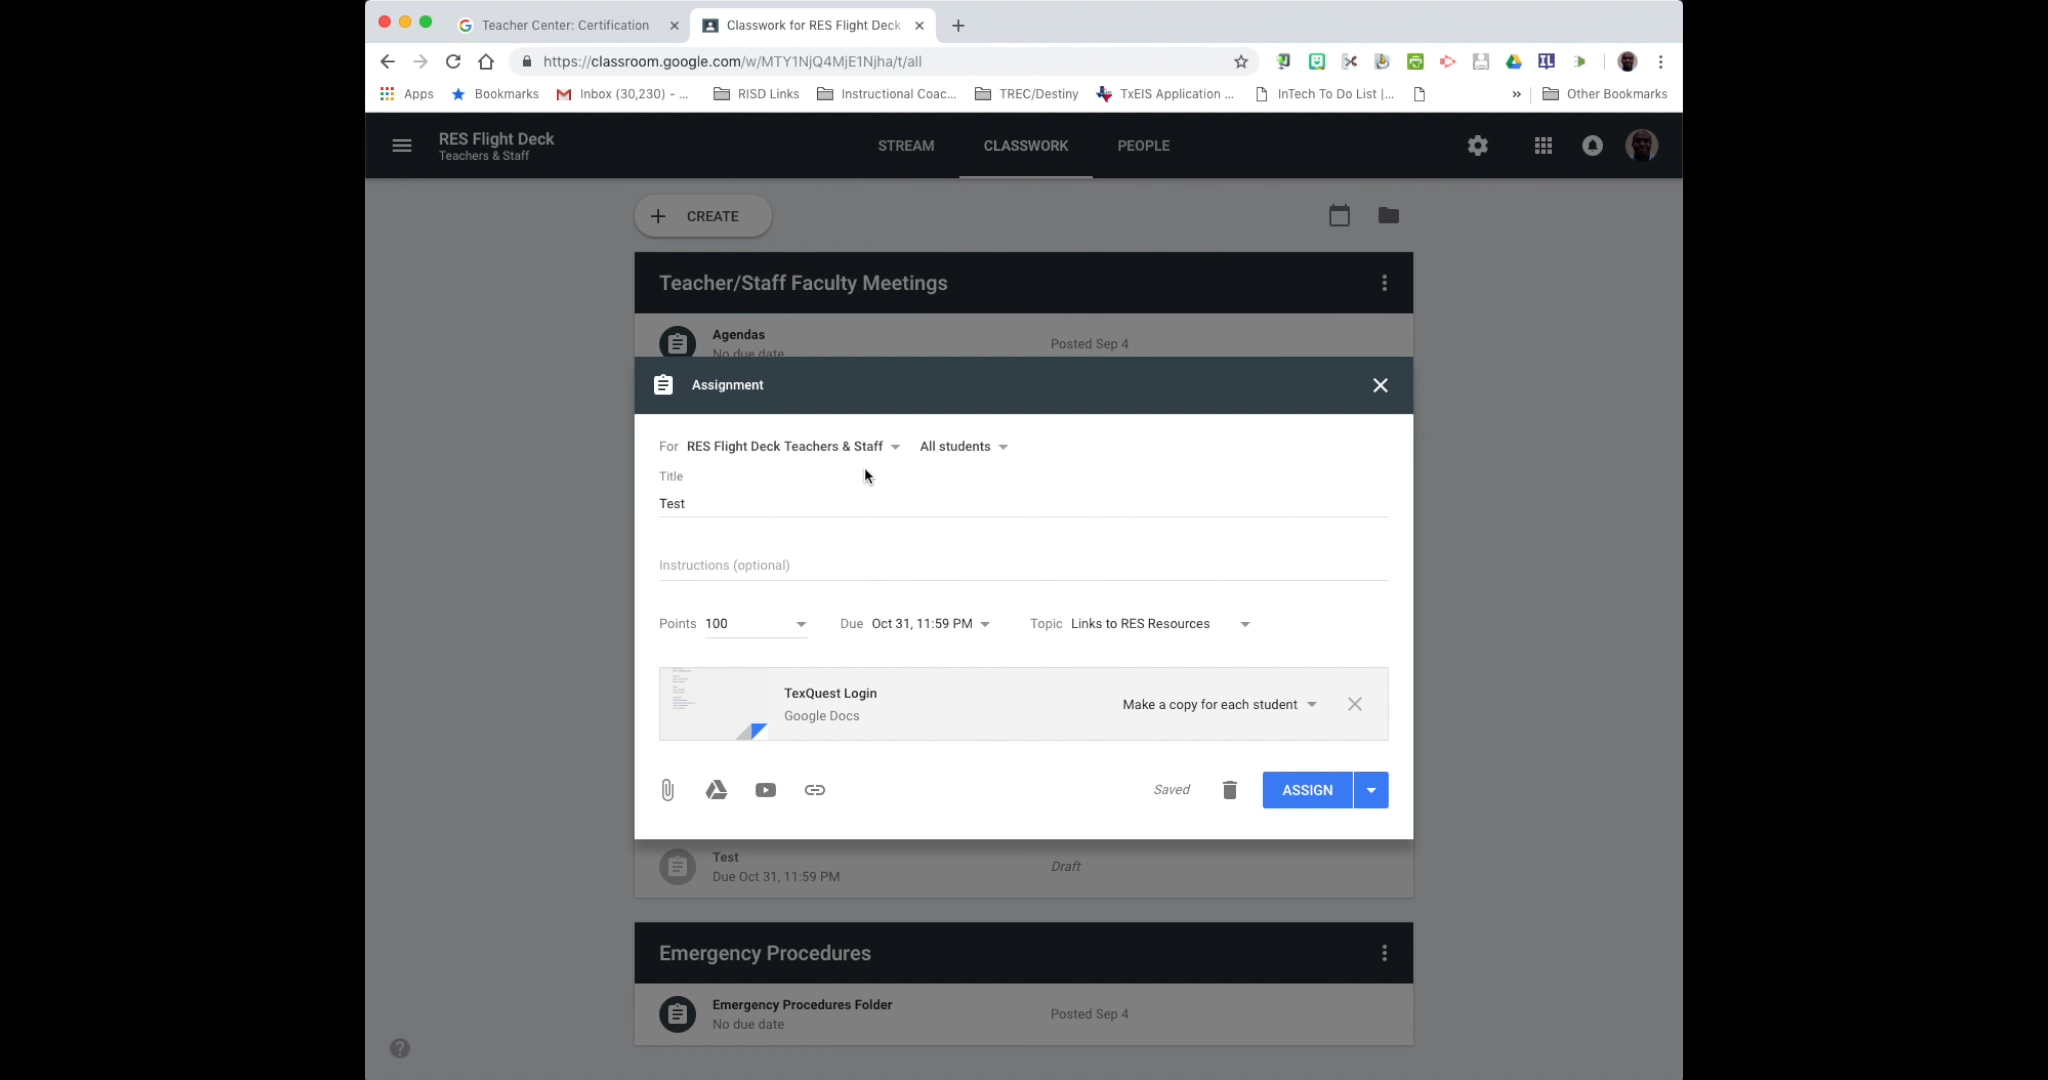 Teacher Center: Certification
Classwork for RES Flight Deck
https://classroom.google.com/w/MTY1NjQ4MjE1Njha/t/all
Apps Bookmarks Inbox (30,230) - ... RISD Links Instructional Coac... TREC/Destiny TxEIS Application ... InTech To Do List |... » Other Bookmarks
RES Flight Deck
Teachers & Staff
STREAM CLASSWORK PEOPLE
CREATE
Teacher/Staff Faculty Meetings
Agendas
No due date
Posted Sep 4
Assignment
For RES Flight Deck Teachers & Staff All students
Title
Test
Instructions (optional)
Points 100 Due Oct 31, 11:59 PM Topic Links to RES Resources
TexQuest Login
Google Docs
Make a copy for each student
Saved ASSIGN
Test
Due Oct 31, 11:59 PM
Draft
Emergency Procedures
Emergency Procedures Folder
No due date
Posted Sep 4